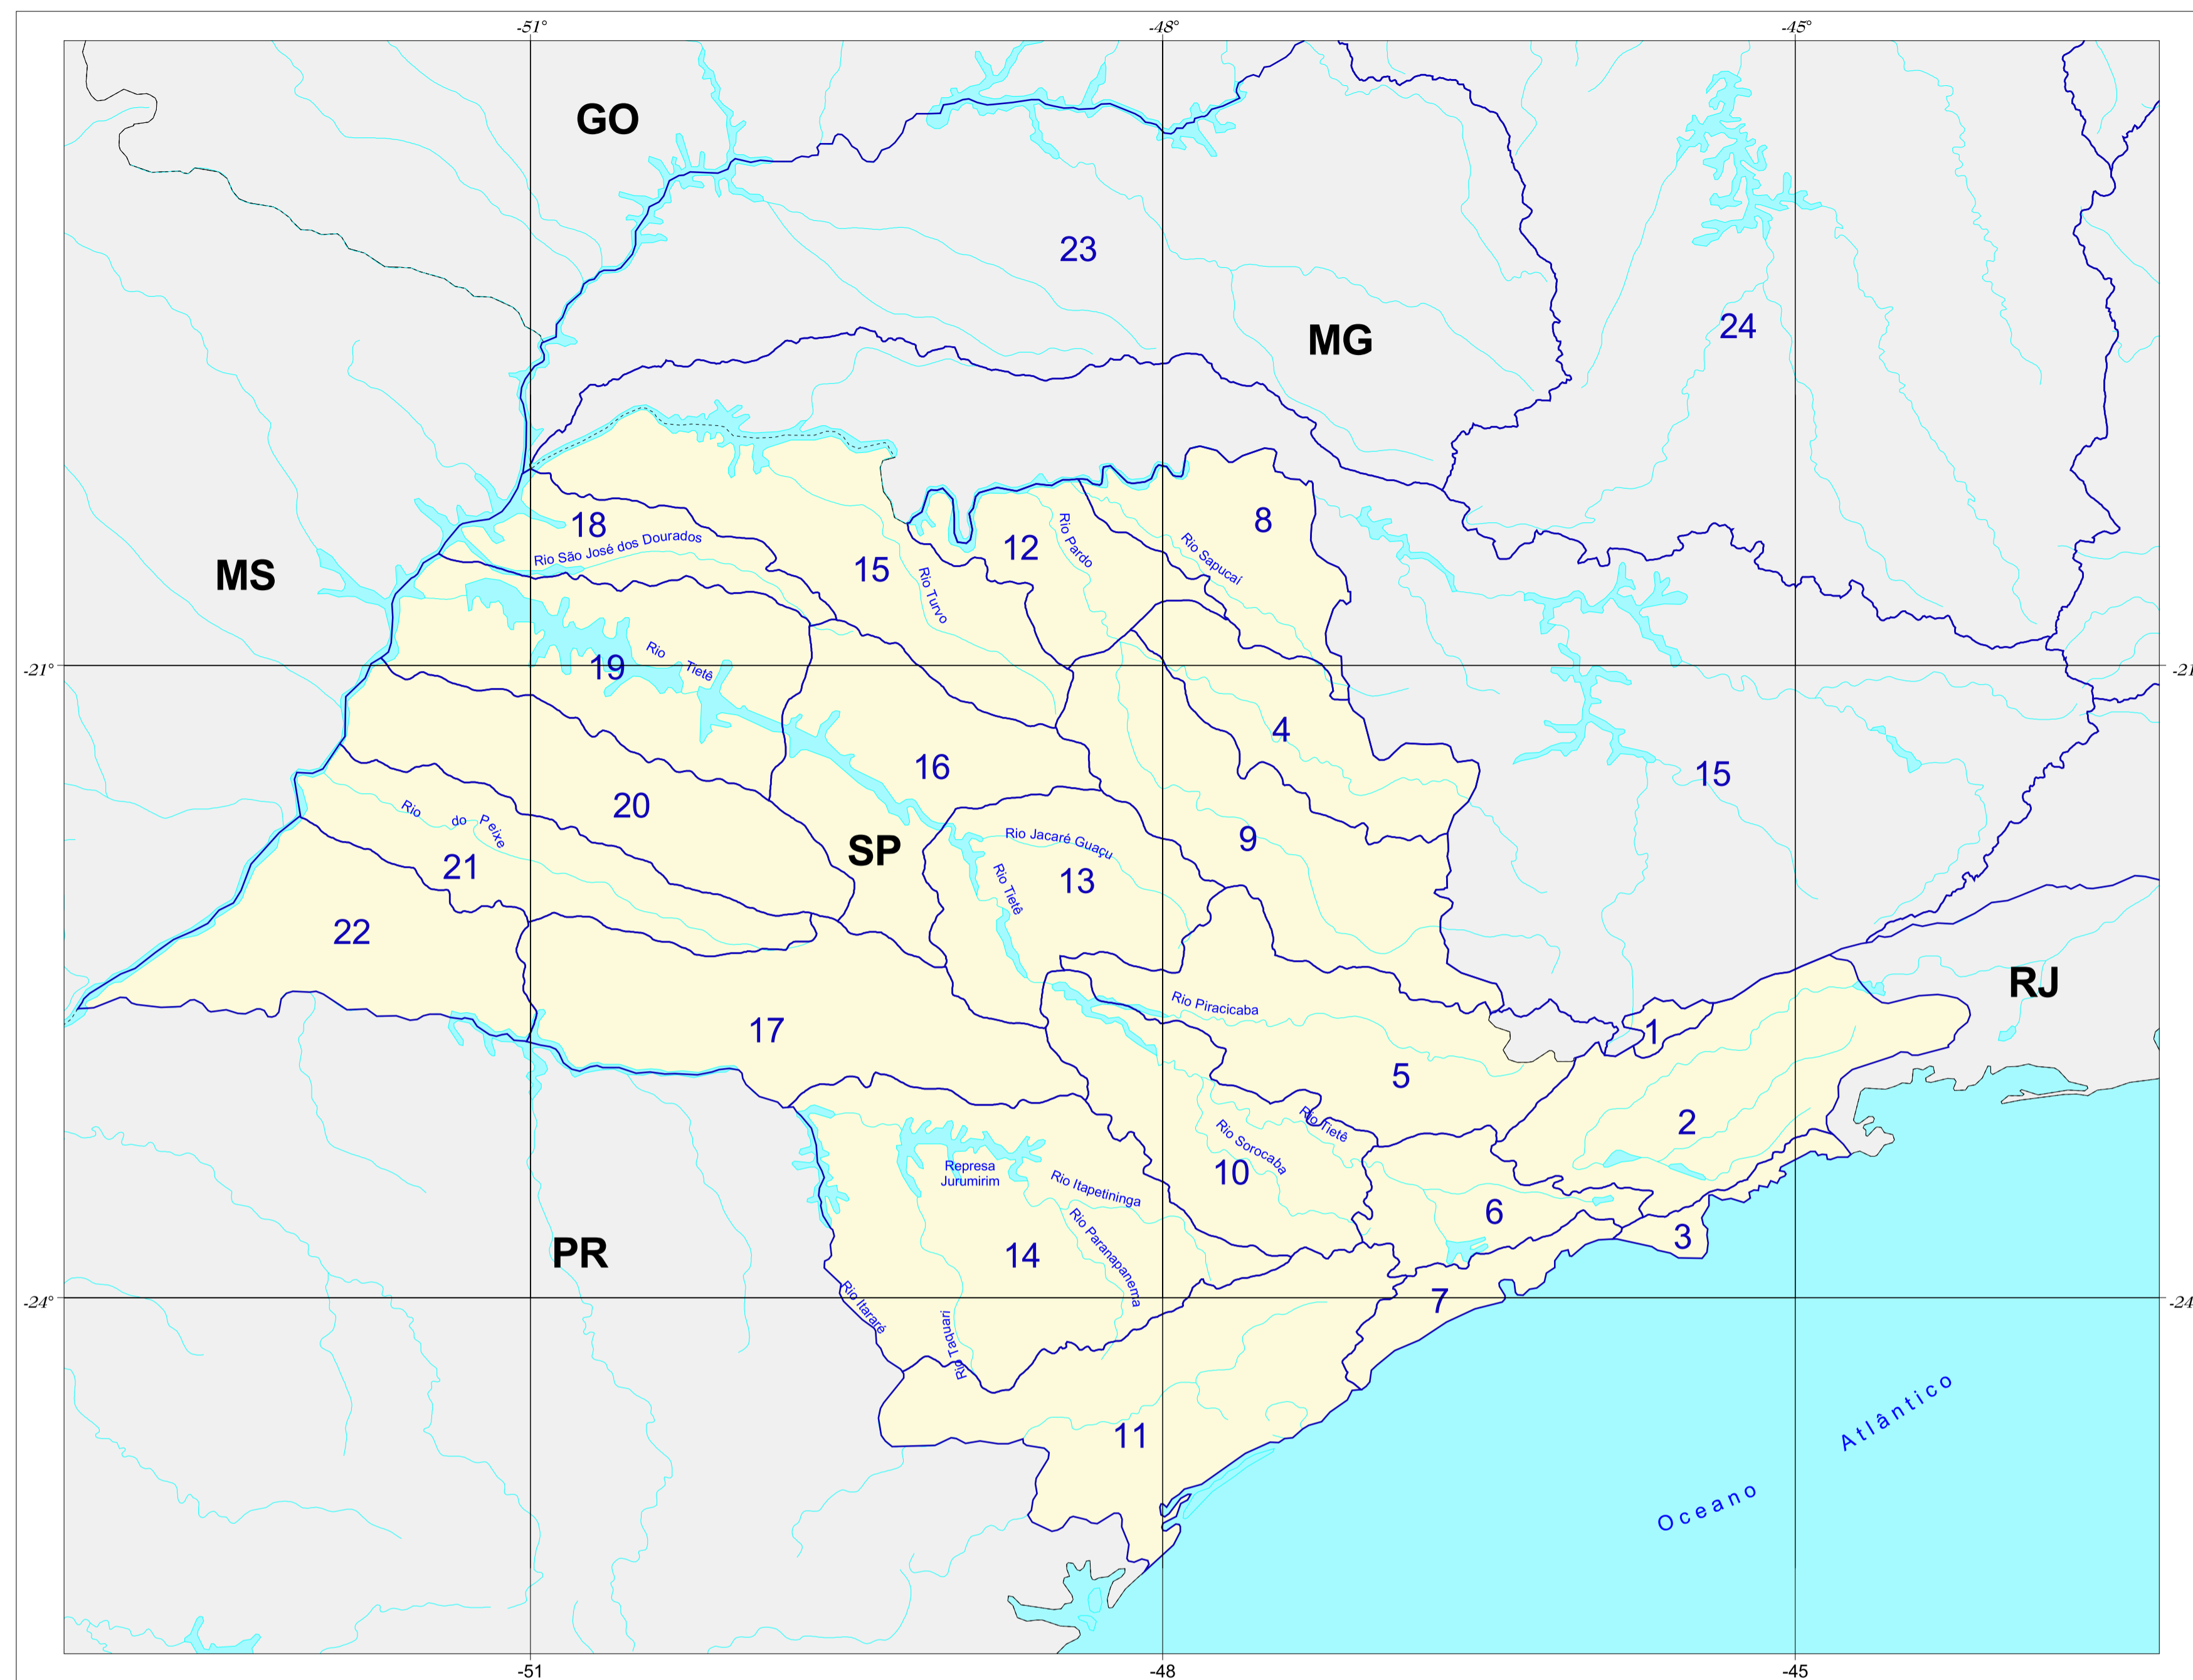 -51°
-48°
-45°
GO
23
MG
24
18
Rio São José dos Dourados
15
Rio Turvo
12
Rio Pardo
8
Rio Sapucaí
MS
-21°
-21
19
Rio Tietê
4
16
15
20
Rio do Peixe
SP
9
Rio Jacaré Guaçu
21
13
Rio Tietê
22
RJ
Rio Piracicaba
17
1
5
2
Rio Tietê
Rio Sorocaba
10
Represa
Jurumirim
Rio Itapetininga
6
3
Rio Paranapanema
PR
14
-24°
-24
7
Rio Itararé
Rio Taquari
11
Atlântico
Oceano
-51
-48
-45